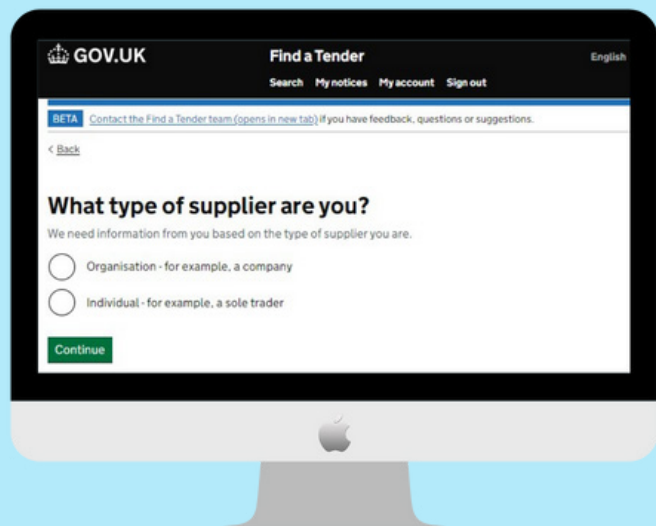 GOV.UK
Find a Tender
English
Search My notices My account Sign out
BETA Contact the Find a Tender team (opens in new tab) if you have feedback, questions or suggestions.
< Back
What type of supplier are you?
We need information from you based on the type of supplier you are.
Organisation - for example, a company
Individual - for example, a sole trader
Continue